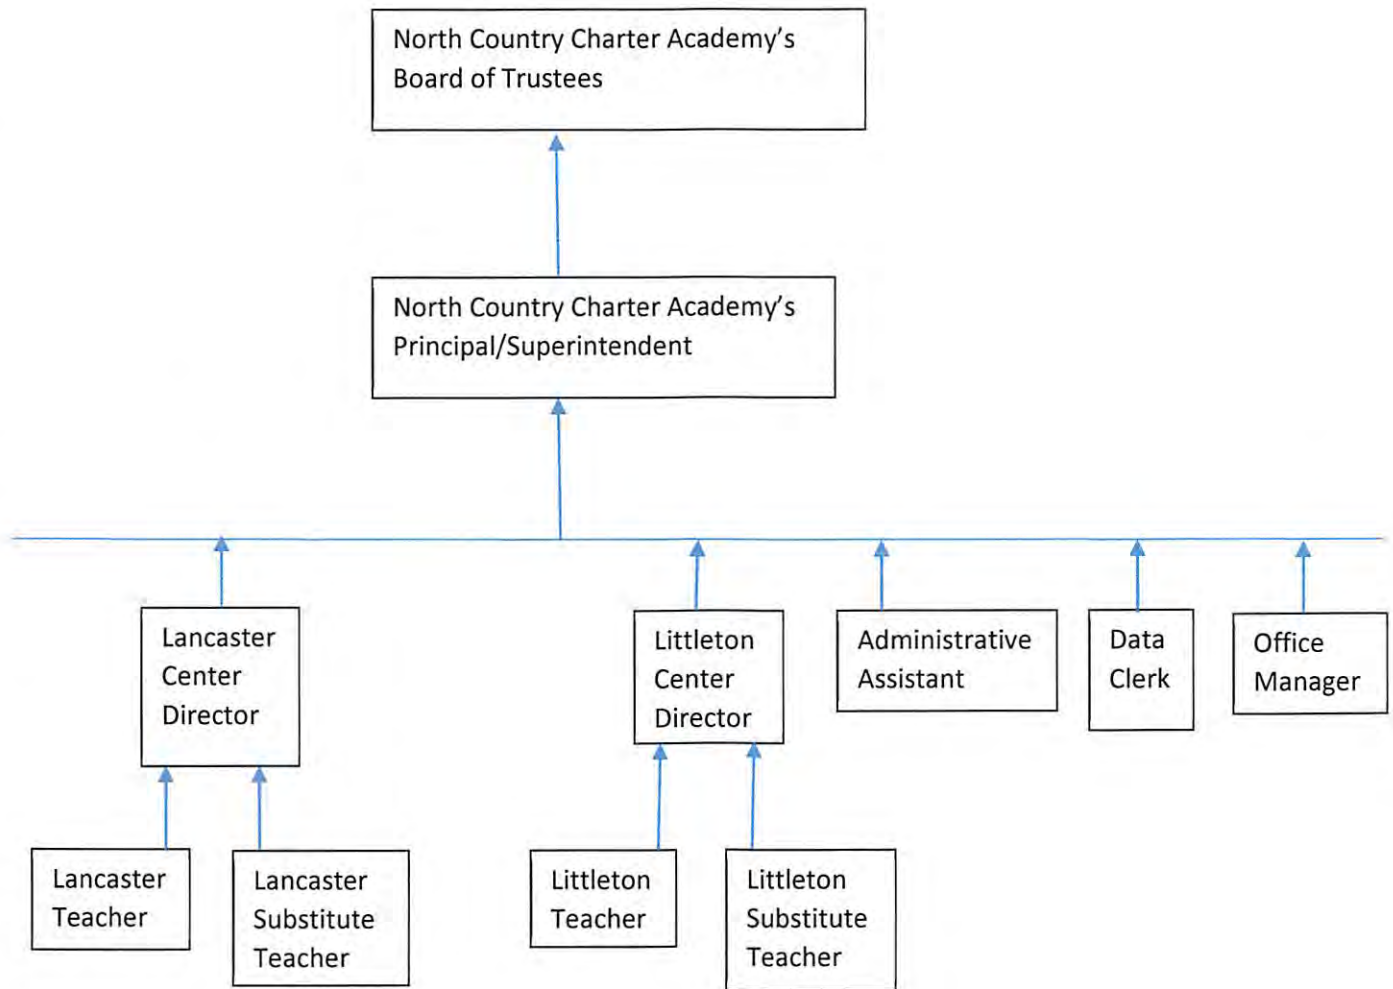 North Country Charter Academy’s
Board of Trustees
North Country Charter Academy’s
Principal/Superintendent
Lancaster
Center
Director
Littleton
Center
Director
Administrative
Assistant
Data
Clerk
Office
Manager
Lancaster
Teacher
Lancaster
Substitute
Teacher
Littleton
Teacher
Littleton
Substitute
Teacher